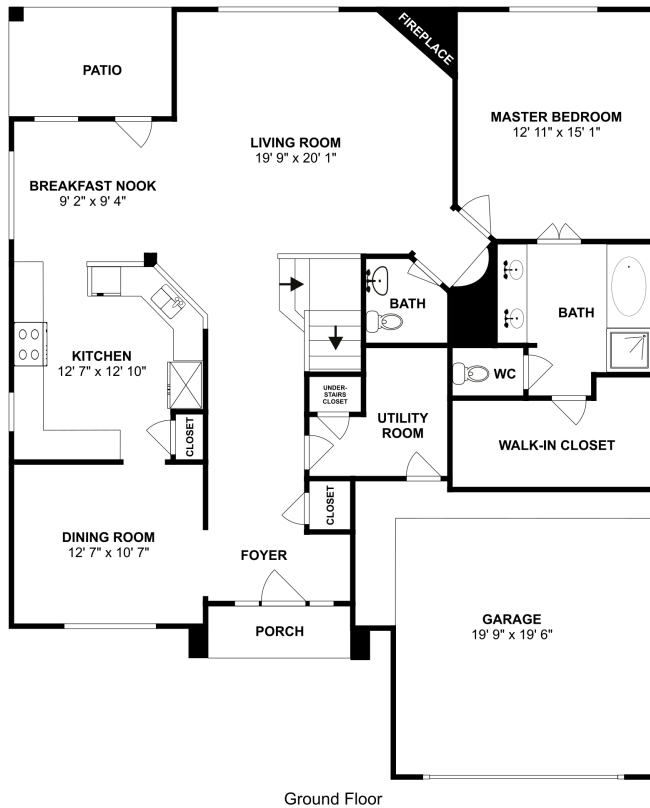 FIREPLACE
PATIO
MASTER BEDROOM
12' 11" x 15' 1"
LIVING ROOM
19' 9" x 20' 1"
BREAKFAST NOOK
9' 2" x 9' 4"
BATH
BATH
KITCHEN
12' 7" x 12' 10"
WC
UNDER-
STAIRS
CLOSET
UTILITY
ROOM
CLOSET
WALK-IN CLOSET
CLOSET
DINING ROOM
12' 7" x 10' 7"
FOYER
PORCH
GARAGE
19' 9" x 19' 6"
Ground Floor